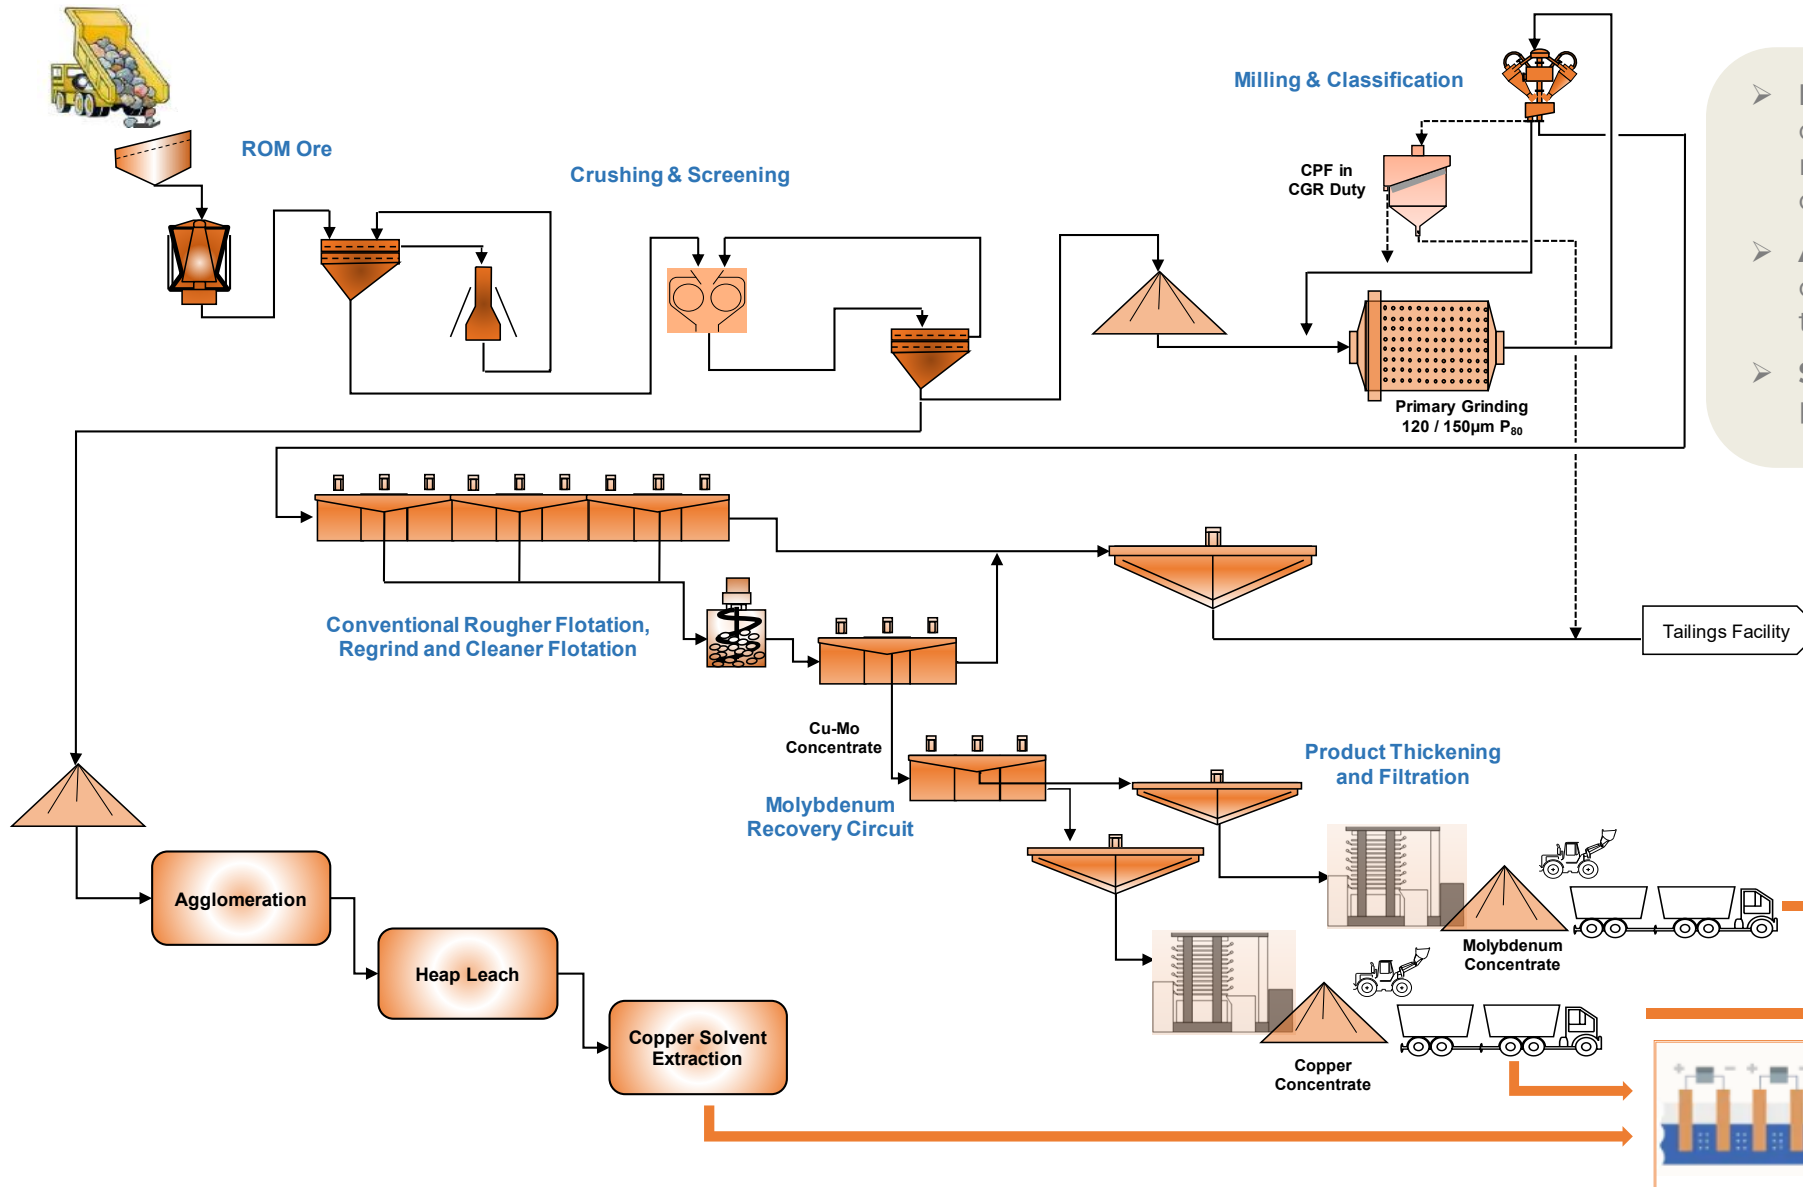 Milling & Classification
ROM Ore
Crushing & Screening
CPF in
CGR Duty
Primary Grinding
120 / 150µm P₈₀
Conventional Rougher Flotation,
Regrind and Cleaner Flotation
Tailings Facility
Cu-Mo
Concentrate
Molybdenum
Recovery Circuit
Product Thickening
and Filtration
Agglomeration
Heap Leach
Copper Solvent
Extraction
Molybdenum
Concentrate
Copper
Concentrate
+ − +